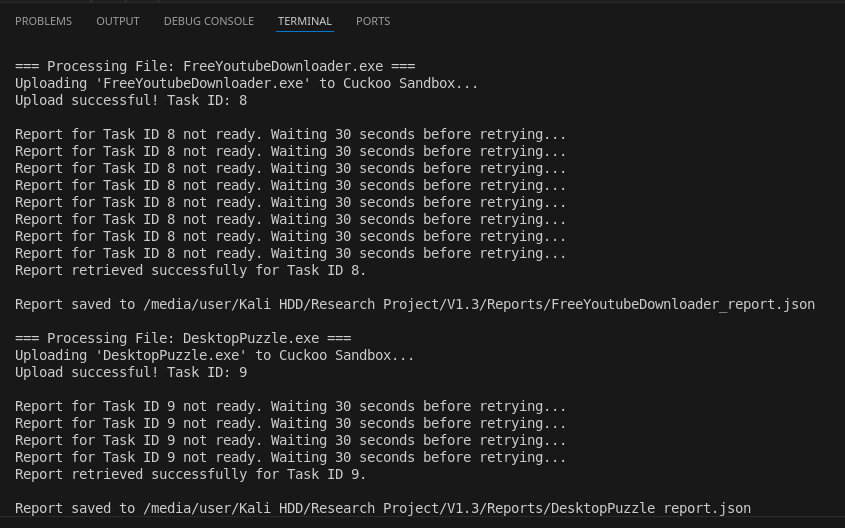 PROBLEMS OUTPUT DEBUG CONSOLE TERMINAL PORTS
=== Processing File: FreeYoutubeDownloader.exe ===
Uploading 'FreeYoutubeDownloader.exe' to Cuckoo Sandbox...
Upload successful! Task ID: 8
Report for Task ID 8 not ready. Waiting 30 seconds before retrying...
Report for Task ID 8 not ready. Waiting 30 seconds before retrying...
Report for Task ID 8 not ready. Waiting 30 seconds before retrying...
Report for Task ID 8 not ready. Waiting 30 seconds before retrying...
Report for Task ID 8 not ready. Waiting 30 seconds before retrying...
Report for Task ID 8 not ready. Waiting 30 seconds before retrying...
Report for Task ID 8 not ready. Waiting 30 seconds before retrying...
Report for Task ID 8 not ready. Waiting 30 seconds before retrying...
Report retrieved successfully for Task ID 8.
Report saved to /media/user/Kali HDD/Research Project/V1.3/Reports/FreeYoutubeDownloader_report.json
=== Processing File: DesktopPuzzle.exe ===
Uploading 'DesktopPuzzle.exe' to Cuckoo Sandbox...
Upload successful! Task ID: 9
Report for Task ID 9 not ready. Waiting 30 seconds before retrying...
Report for Task ID 9 not ready. Waiting 30 seconds before retrying...
Report for Task ID 9 not ready. Waiting 30 seconds before retrying...
Report for Task ID 9 not ready. Waiting 30 seconds before retrying...
Report retrieved successfully for Task ID 9.
Report saved to /media/user/Kali HDD/Research Project/V1.3/Reports/DesktopPuzzle report.json